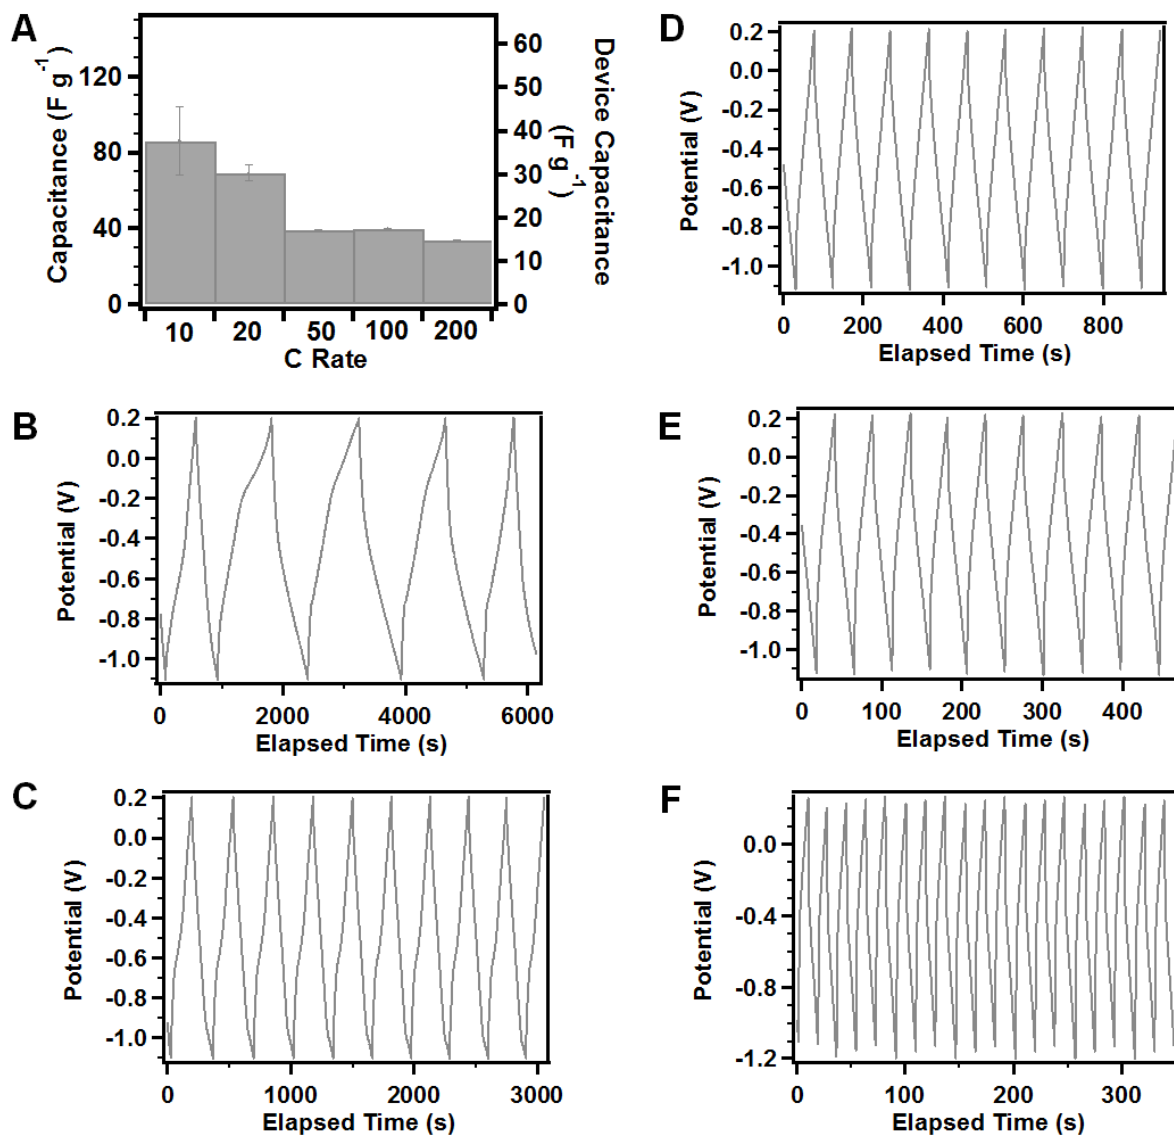 A
Capacitance (F g⁻¹)
120
80
40
0
60
50
40
30
20
10
0
Device Capacitance
(F g⁻¹)
10 20 50 100 200
C Rate
B
Potential (V)
0.2
0.0
-0.2
-0.4
-0.6
-0.8
-1.0
0 2000 4000 6000
Elapsed Time (s)
C
Potential (V)
0.2
0.0
-0.2
-0.4
-0.6
-0.8
-1.0
0 1000 2000 3000
Elapsed Time (s)
D
Potential (V)
0.2
0.0
-0.2
-0.4
-0.6
-0.8
-1.0
0 200 400 600 800
Elapsed Time (s)
E
Potential (V)
0.2
0.0
-0.2
-0.4
-0.6
-0.8
-1.0
0 100 200 300 400
Elapsed Time (s)
F
Potential (V)
0.0
-0.4
-0.8
-1.2
0 100 200 300
Elapsed Time (s)